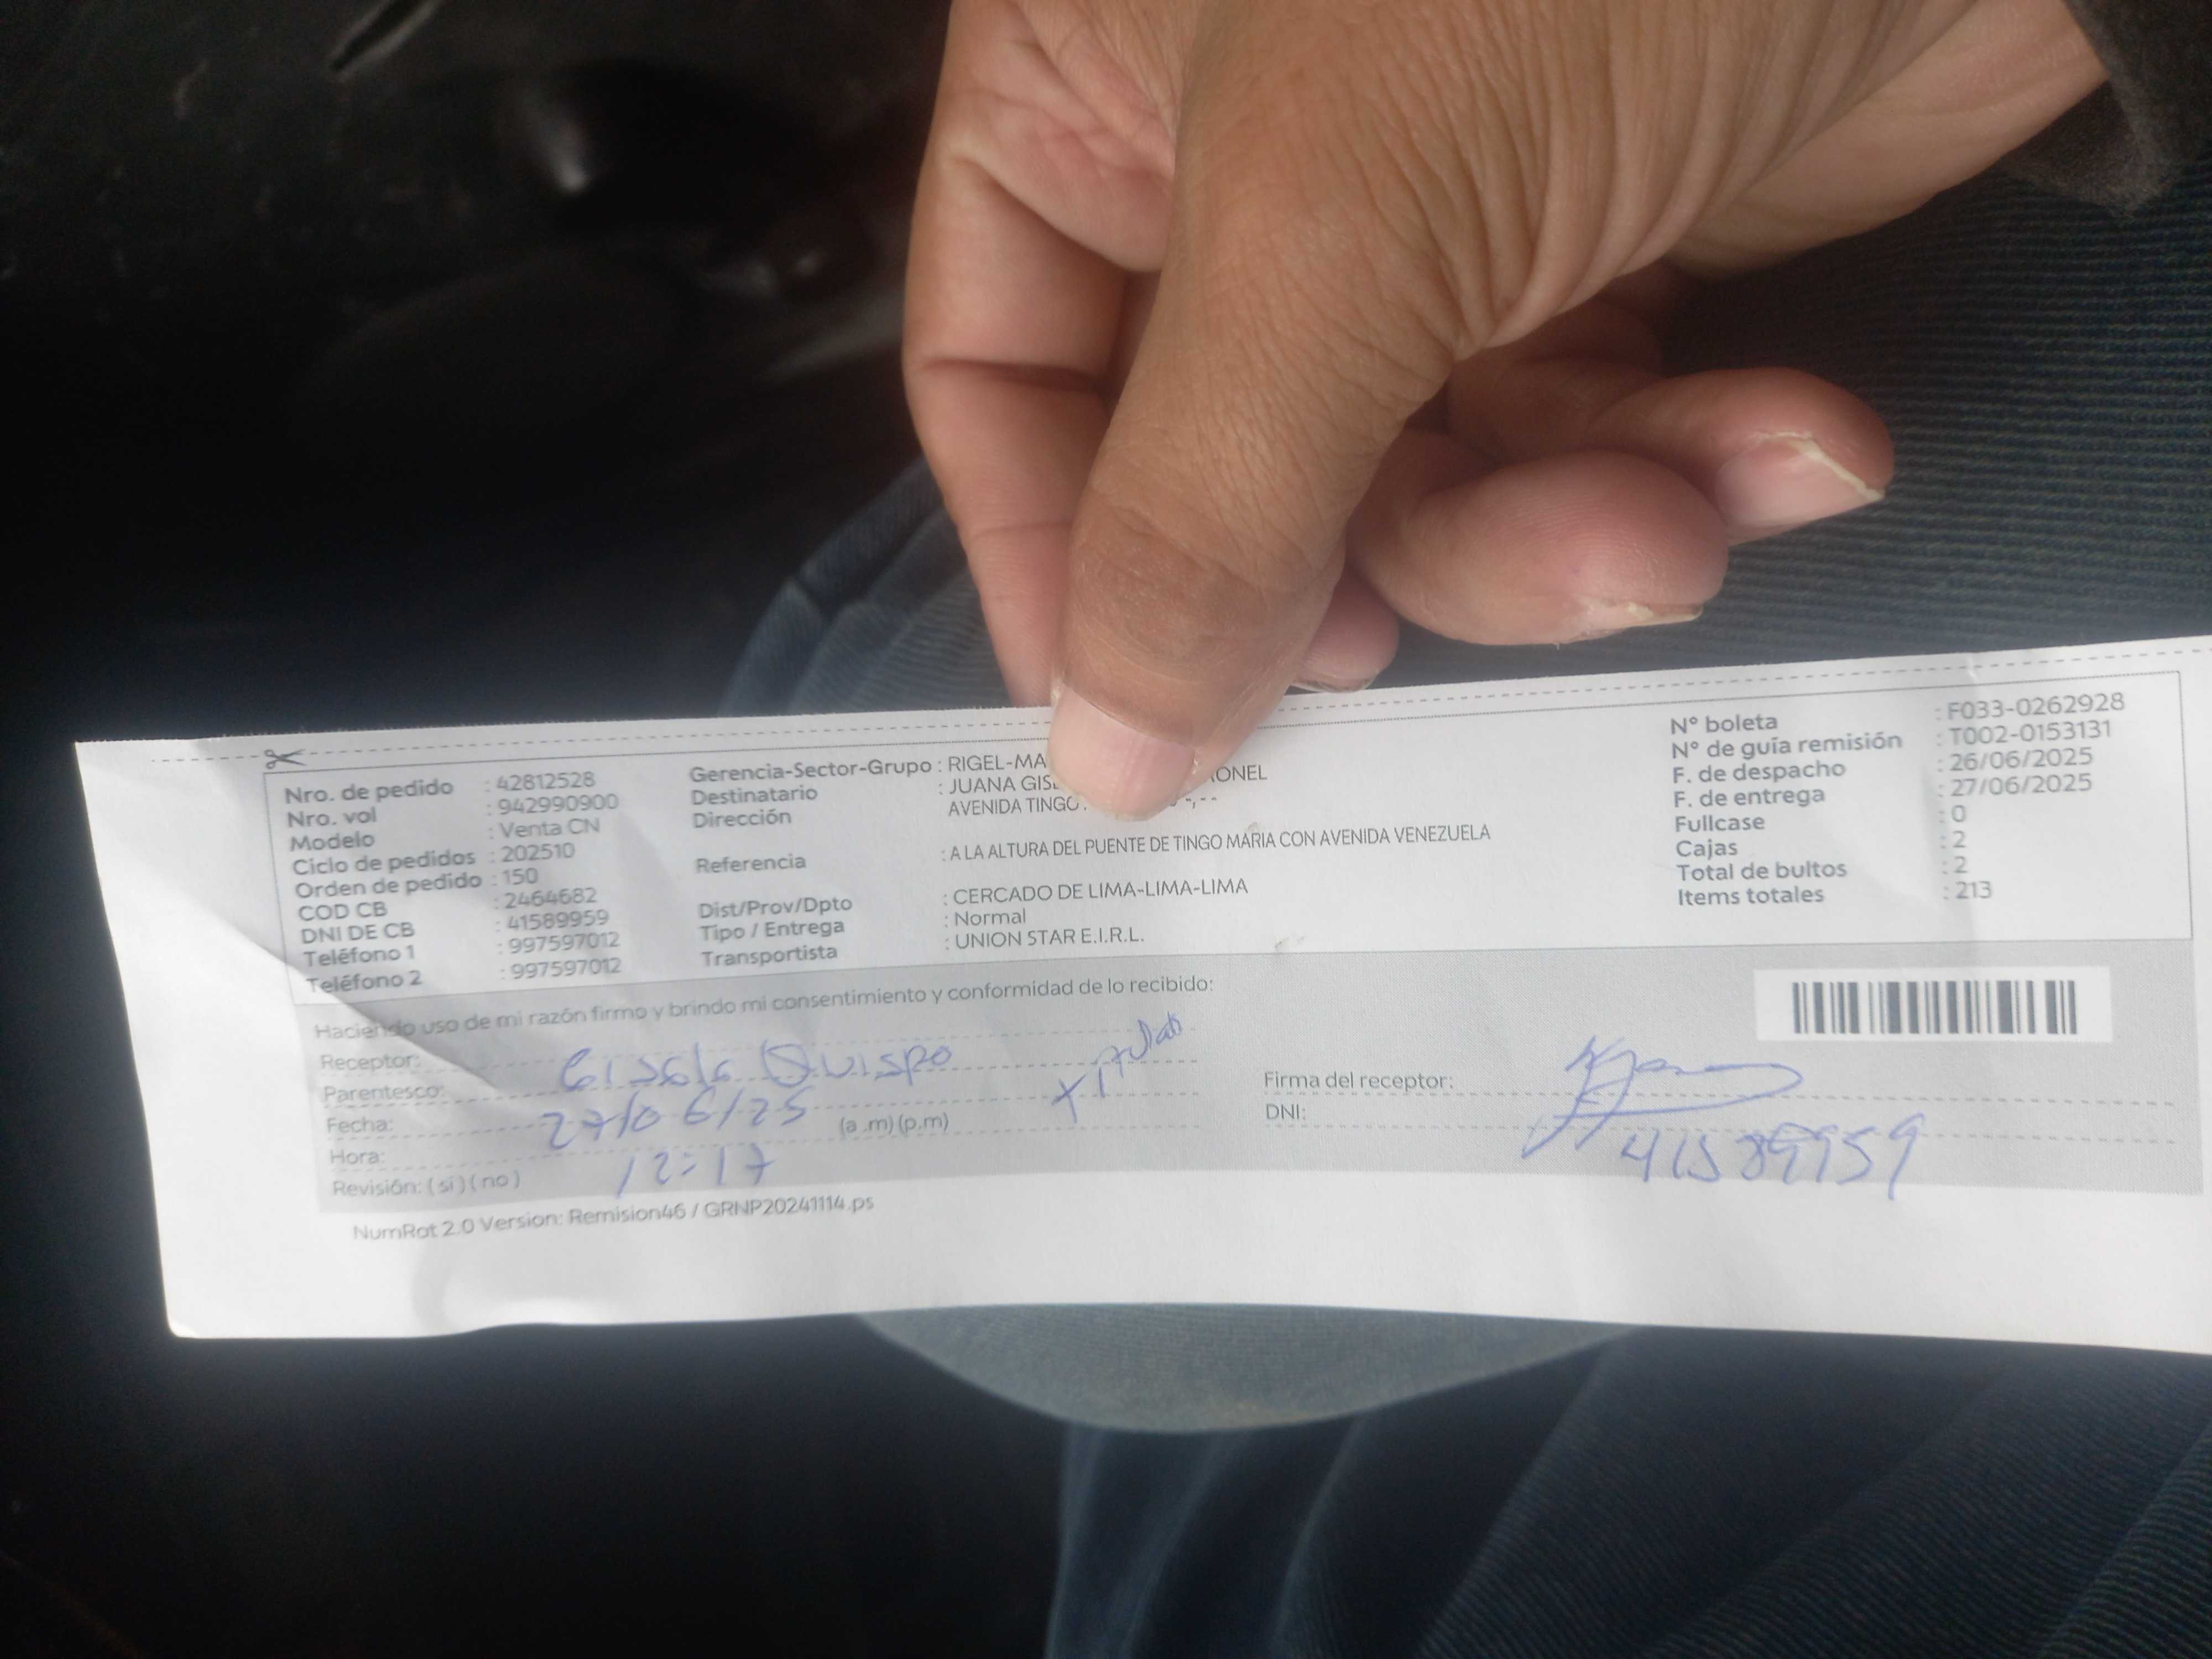 Nro. de pedido : 42812528
Nro. vol : 942990900
Modelo : Venta CN
Ciclo de pedidos : 202510
Orden de pedido : 150
COD CB : 2464682
DNI DE CB : 41589959
Teléfono 1 : 997597012
Teléfono 2 : 997597012
Gerencia-Sector-Grupo : RIGEL-MA
Destinatario : JUANA GIS ONEL
Dirección AVENIDA TINGO
Referencia : A LA ALTURA DEL PUENTE DE TINGO MARIA CON AVENIDA VENEZUELA
Dist/Prov/Dpto : CERCADO DE LIMA-LIMA-LIMA
Tipo / Entrega : Normal
Transportista : UNION STAR E.I.R.L.
N° boleta : F033-0262928
N° de guía remisión : T002-0153131
F. de despacho : 26/06/2025
F. de entrega : 27/06/2025
Fullcase : 0
Cajas : 2
Total de bultos : 2
Items totales : 213
Haciendo uso de mi razón firmo y brindo mi consentimiento y conformidad de lo recibido:
Receptor: Gisela Quispe
Parentesco:
Fecha: 27/06/25
Hora: 12:17 (a .m) (p.m)
Revisión: ( si ) ( no )
Firma del receptor:
DNI: 41589959
NumRot 2.0 Version: Remision46 / GRNP20241114.ps